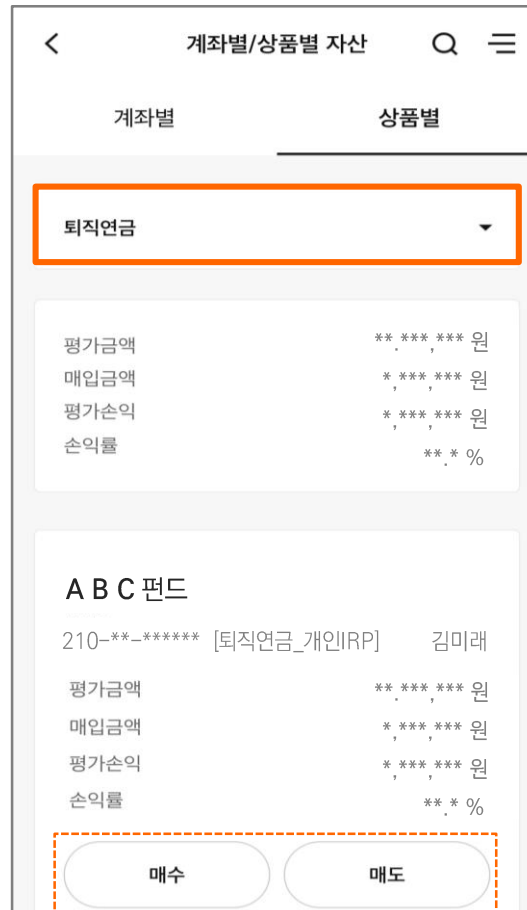 계좌별/상품별 자산
계좌별 상품별
퇴직연금
평가금액 **.***,*** 원
매입금액 *,***,*** 원
평가손익 *,***,*** 원
손익률 **.* %
A B C 펀드
210-**-****** [퇴직연금_개인IRP] 김미래
평가금액 **.***,*** 원
매입금액 *,***,*** 원
평가손익 *,***,*** 원
손익률 **.* %
매수 매도